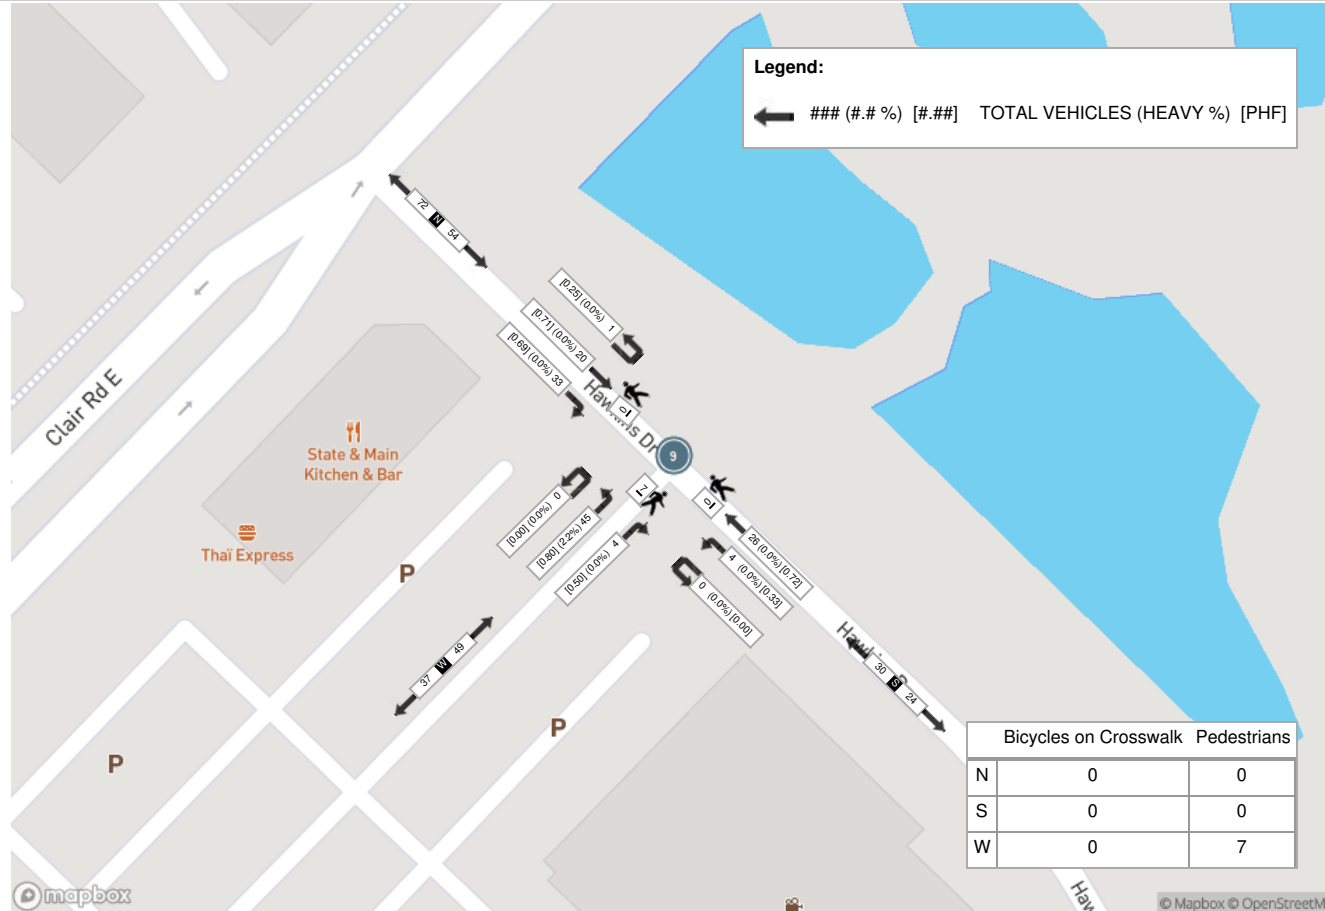 Legend:
### (#.# %) [#.##] TOTAL VEHICLES (HEAVY %) [PHF]
72 N 54
[0.25] (0.0%) 1
[0.71] (0.0%) 20
[0.69] (0.0%) 33
0
Clair Rd E
State & Main
Kitchen & Bar
Thaï Express
9
7
0
[0.00] (0.0%) 0
[0.80] (2.2%) 45
[0.50] (0.0%) 4
26 (0.0%) [0.72]
4 (0.0%) [0.33]
0 (0.0%) [0.00]
P
37 W 49
30 S 24
P
P
Bicycles on Crosswalk Pedestrians
N 0 0
S 0 0
W 0 7
mapbox
© Mapbox © OpenStreetM